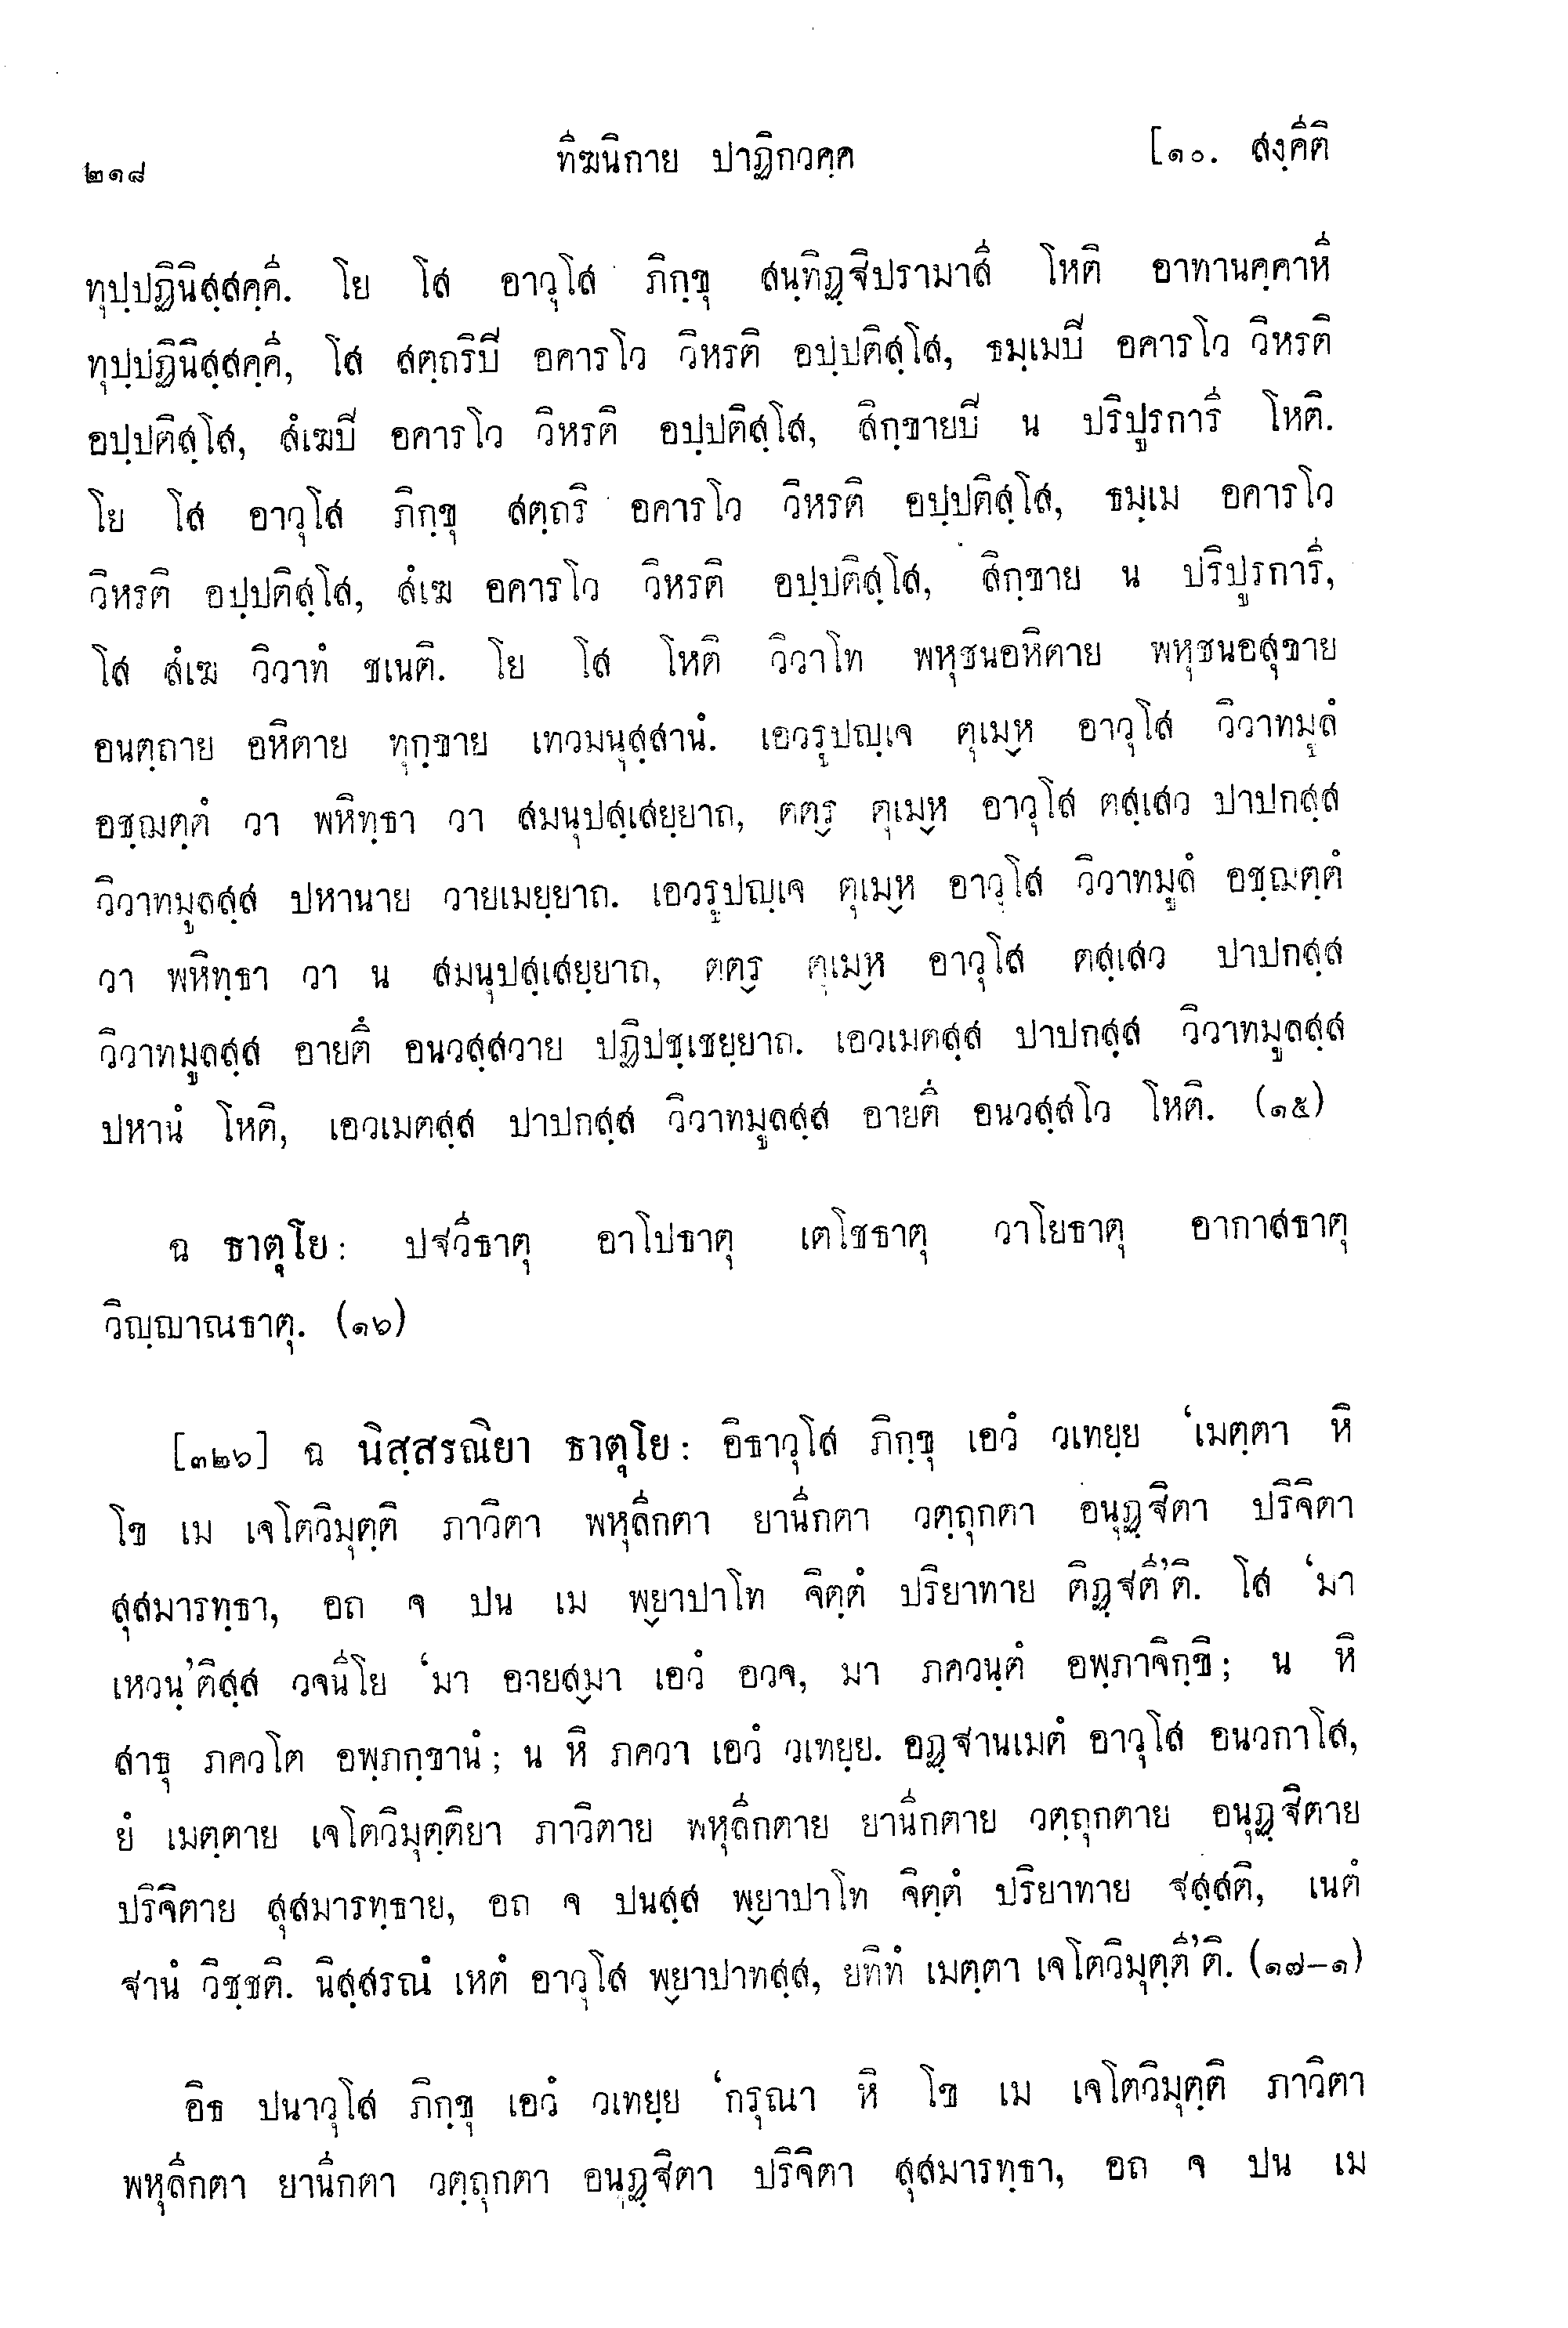 ๒๑๘ ทีฆนิกาย ปาฏิกวคฺค [๑๐. สงฺคีติ
ทุปฺปฏินิสฺสคฺคี. โย โส อาวุโส ภิกฺขุ สนฺทิฏฺฐิปรามาสี โหติ อาทานคฺคาหี
ทุปฺปฏินิสฺสคฺคี, โส สตฺถริปิ อคารโว วิหรติ อปฺปติสฺโส, ธมฺเมปิ อคารโว วิหรติ
อปฺปติสฺโส, สํเฆปิ อคารโว วิหรติ อปฺปติสฺโส, สิกฺขายปิ น ปริปูรการี โหติ.
โย โส อาวุโส ภิกฺขุ สตฺถริ อคารโว วิหรติ อปฺปติสฺโส, ธมฺเม อคารโว
วิหรติ อปฺปติสฺโส, สํเฆ อคารโว วิหรติ อปฺปติสฺโส, สิกฺขาย น ปริปูรการี,
โส สํเฆ วิวาทํ ชเนติ. โย โส โหติ วิวาโท พหุชนอหิตาย พหุชนอสุขาย
อนตฺถาย อหิตาย ทุกฺขาย เทวมนุสฺสานํ. เอวรูปญฺเจ ตุเมฺห อาวุโส วิวาทมูลํ
อชฺฌตฺตํ วา พหิทฺธา วา สมนุปสฺเสยฺยาถ, ตตฺร ตุเมฺห อาวุโส ตสฺเสว ปาปกสฺส
วิวาทมูลสฺส ปหานาย วายเมยฺยาถ. เอวรูปญฺเจ ตุเมฺห อาวุโส วิวาทมูลํ อชฺฌตฺตํ
วา พหิทฺธา วา น สมนุปสฺเสยฺยาถ, ตตฺร ตุเมฺห อาวุโส ตสฺเสว ปาปกสฺส
วิวาทมูลสฺส อายตึ อนวสฺสวาย ปฏิปชฺเชยฺยาถ. เอวเมตสฺส ปาปกสฺส วิวาทมูลสฺส
ปหานํ โหติ, เอวเมตสฺส ปาปกสฺส วิวาทมูลสฺส อายตึ อนวสฺสโว โหติ. (๑๕)
ฉ ธาตุโย: ปฐวีธาตุ อาโปธาตุ เตโชธาตุ วาโยธาตุ อากาสธาตุ
วิญฺญาณธาตุ. (๑๖)
[๓๒๖] ฉ นิสฺสรณิยา ธาตุโย: อิธาวุโส ภิกฺขุ เอวํ วเทยฺย ‘เมตฺตา หิ
โข เม เจโตวิมุตฺติ ภาวิตา พหุลีกตา ยานีกตา วตฺถุกตา อนุฏฺฐิตา ปริจิตา
สุสมารทฺธา, อถ จ ปน เม พฺยาปาโท จิตฺตํ ปริยาทาย ติฏฺฐตี’ติ. โส ‘มา
เหวนฺ’ติสฺส วจนีโย ‘มา อายสฺมา เอวํ อวจ, มา ภควนฺตํ อพฺภาจิกฺขิ; น หิ
สาธุ ภควโต อพฺภกฺขานํ; น หิ ภควา เอวํ วเทยฺย. อฏฺฐานเมตํ อาวุโส อนวกาโส,
ยํ เมตฺตาย เจโตวิมุตฺติยา ภาวิตาย พหุลีกตาย ยานีกตาย วตฺถุกตาย อนุฏฺฐิตาย
ปริจิตาย สุสมารทฺธาย, อถ จ ปนสฺส พฺยาปาโท จิตฺตํ ปริยาทาย ฐสฺสติ, เนตํ
ฐานํ วิชฺชติ. นิสฺสรณํ เหตํ อาวุโส พฺยาปาทสฺส, ยทิทํ เมตฺตา เจโตวิมุตฺตี’ติ. (๑๗-๑)
อิธ ปนาวุโส ภิกฺขุ เอวํ วเทยฺย ‘กรุณา หิ โข เม เจโตวิมุตฺติ ภาวิตา
พหุลีกตา ยานีกตา วตฺถุกตา อนุฏฺฐิตา ปริจิตา สุสมารทฺธา, อถ จ ปน เม